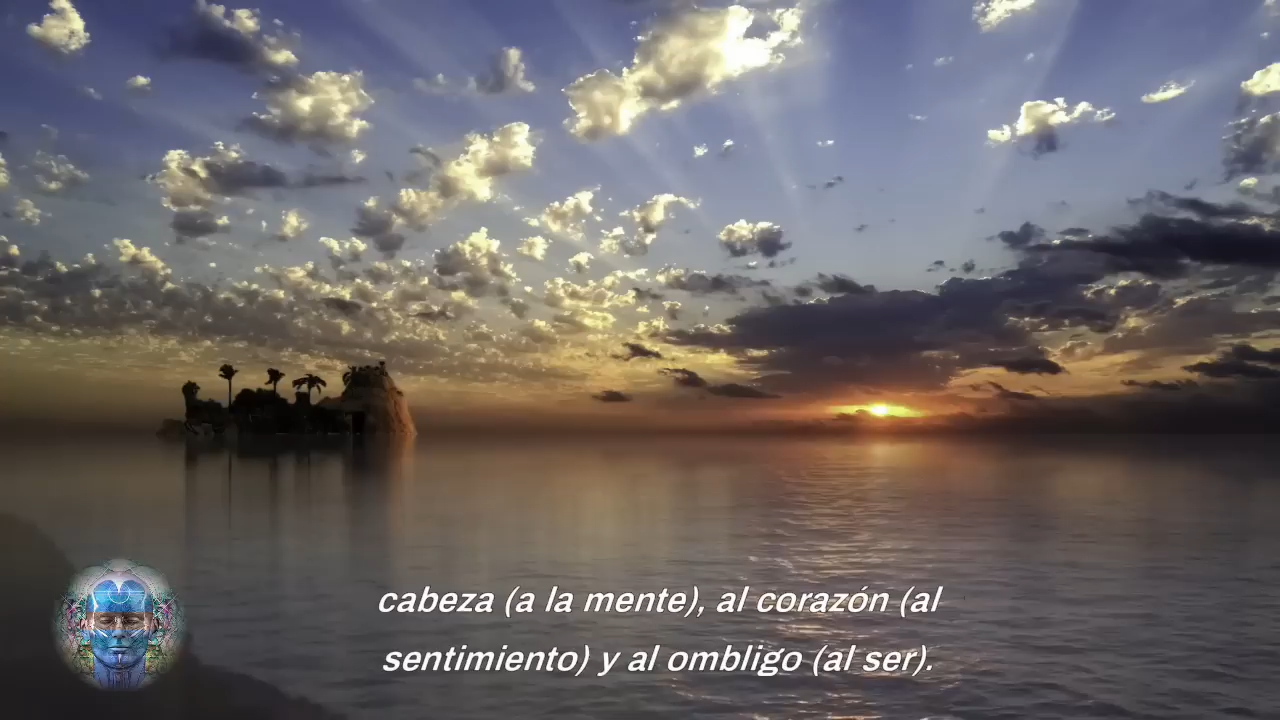 cabeza (a la mente), al corazón (al
sentimiento) y al ombligo (al ser).